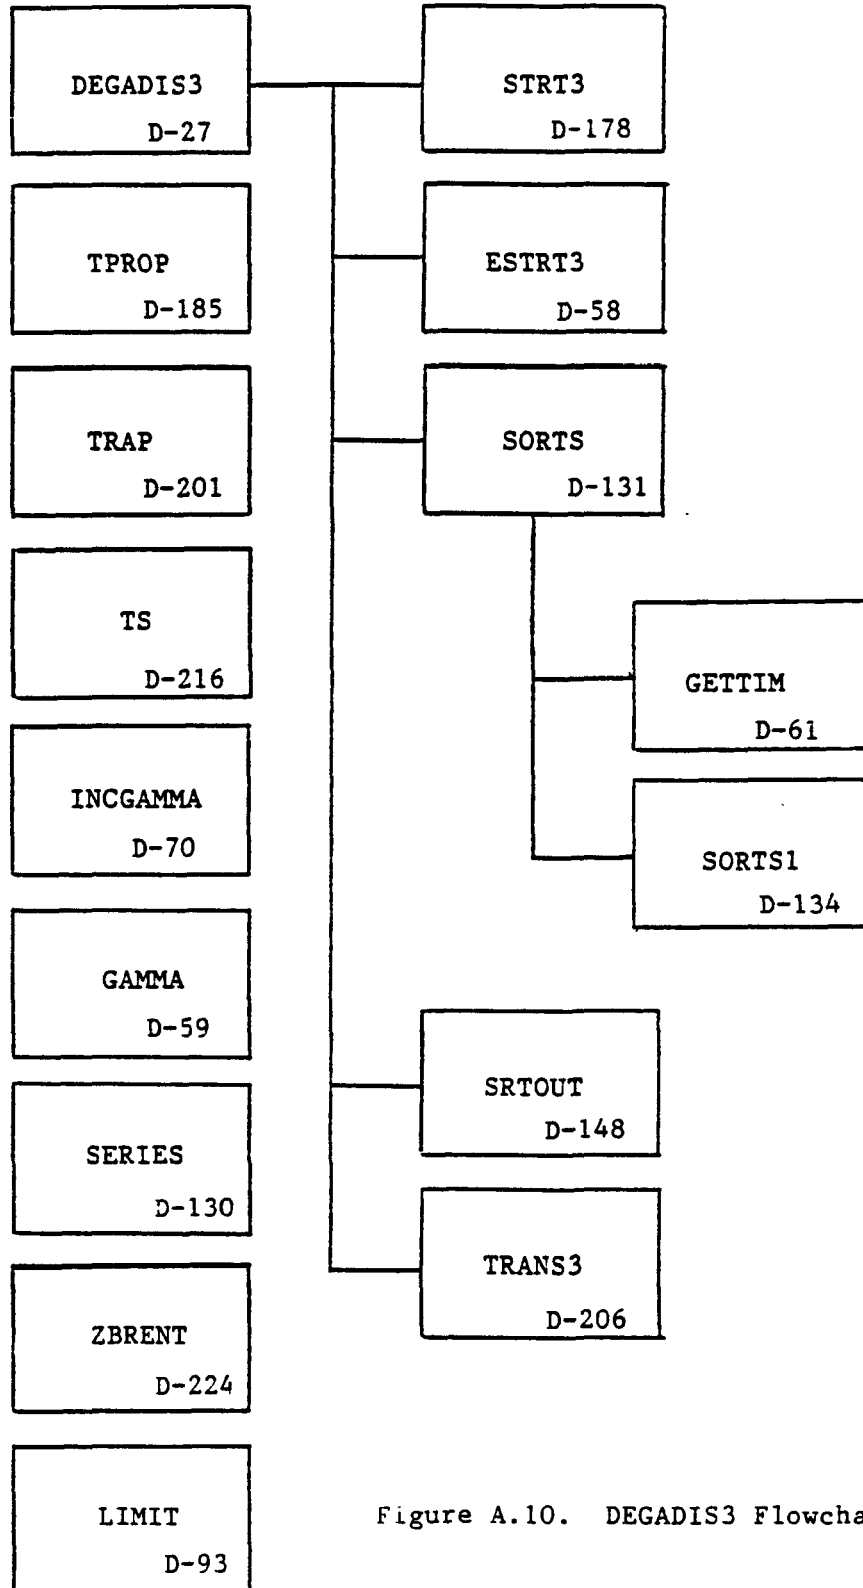 DEGADIS3
D-27
STRT3
D-178
TPROP
D-185
ESTRT3
D-58
TRAP
D-201
SORTS
D-131
TS
D-216
GETTIM
D-61
INCGAMMA
D-70
SORTS1
D-134
GAMMA
D-59
SRTOUT
D-148
SERIES
D-130
TRANS3
D-206
ZBRENT
D-224
LIMIT
D-93
Figure A.10. DEGADIS3 Flowcha